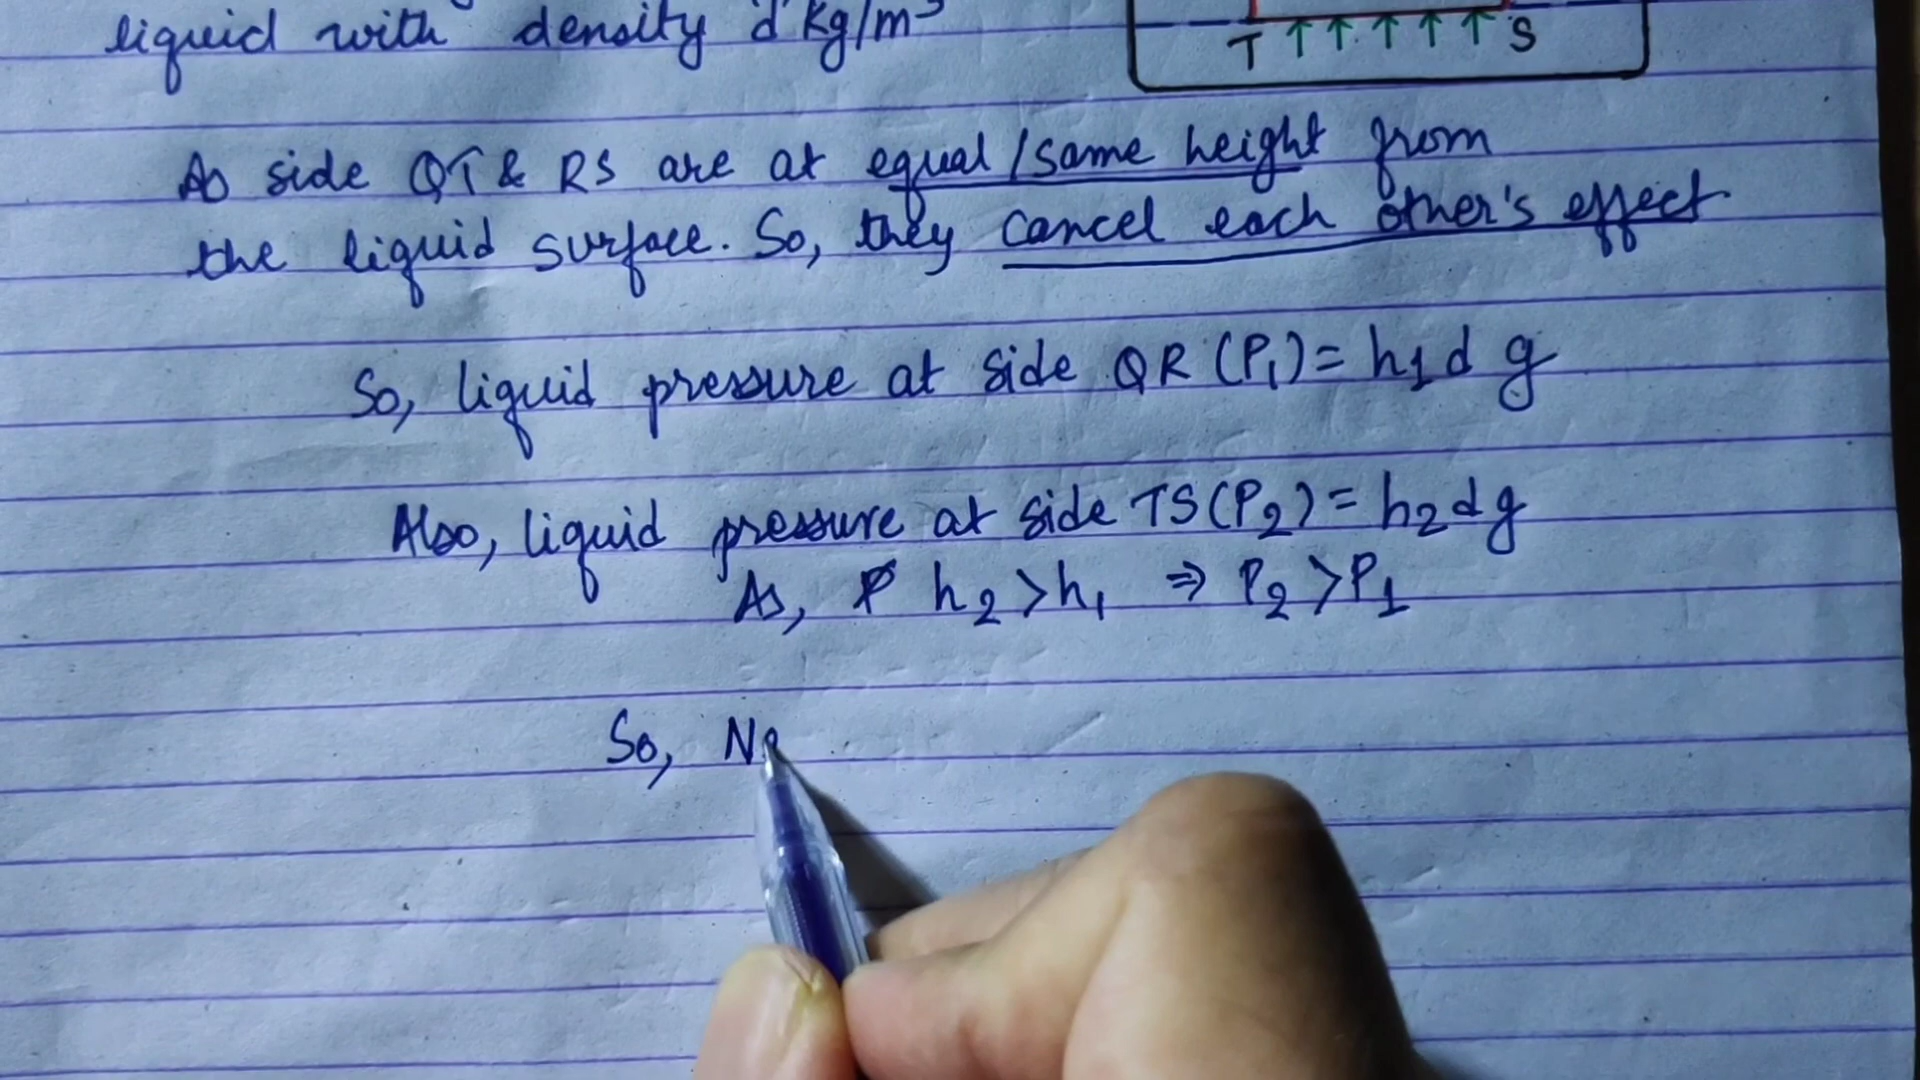 liquid with density d kg/m³
T ↑ ↑ ↑ ↑ ↑ S
As side QT & RS are at equal/same height from
the liquid surface. So, they cancel each other's effect
So, liquid pressure at side QR (P₁) = h₁ d g
Also, liquid pressure at side TS (P₂) = h₂ d g
As, h₂ > h₁ ⇒ P₂ > P₁
So, Ne